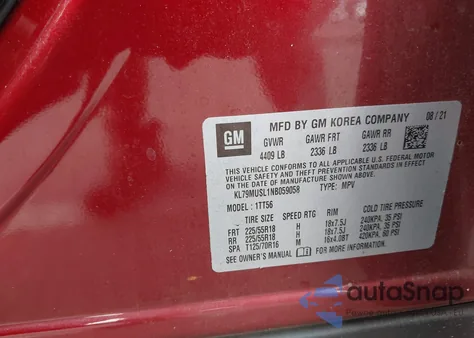 GM
MFD BY GM KOREA COMPANY 08/21
GVWR GAWR FRT GAWR RR
4409 LB 2336 LB 2336 LB
THIS VEHICLE CONFORMS TO ALL APPLICABLE U.S. FEDERAL MOTOR
VEHICLE SAFETY, BUMPER, AND THEFT PREVENTION STANDARDS IN EFFECT
ON THE DATE OF MANUFACTURE SHOWN ABOVE.
KL79MUSL1NB059058 TYPE: MPV
MODEL: 1TT56
TIRE SIZE SPEED RTG RIM COLD TIRE PRESSURE
FRT 225/55R18 H 18x7.5J 240KPA, 35 PSI
RR 225/55R18 H 18x7.5J 240KPA, 35 PSI
SPA T125/70R16 M 16x4.0BT 420KPA, 60 PSI
SEE OWNER'S MANUAL FOR ADDITIONAL INFORMATION
autoSnap